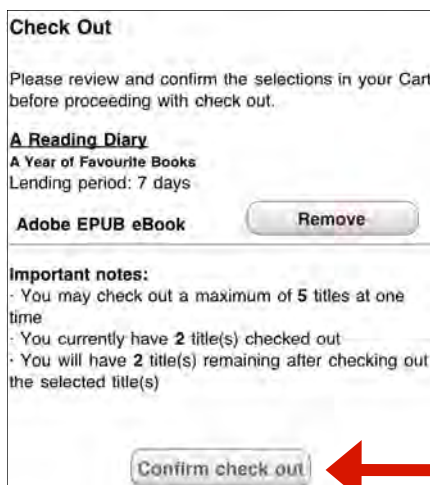 Check Out
Please review and confirm the selections in your Cart
before proceeding with check out.
A Reading Diary
A Year of Favourite Books
Lending period: 7 days
Adobe EPUB eBook
Remove
Important notes:
· You may check out a maximum of 5 titles at one
time
· You currently have 2 title(s) checked out
· You will have 2 title(s) remaining after checking out
the selected title(s)
Confirm check out